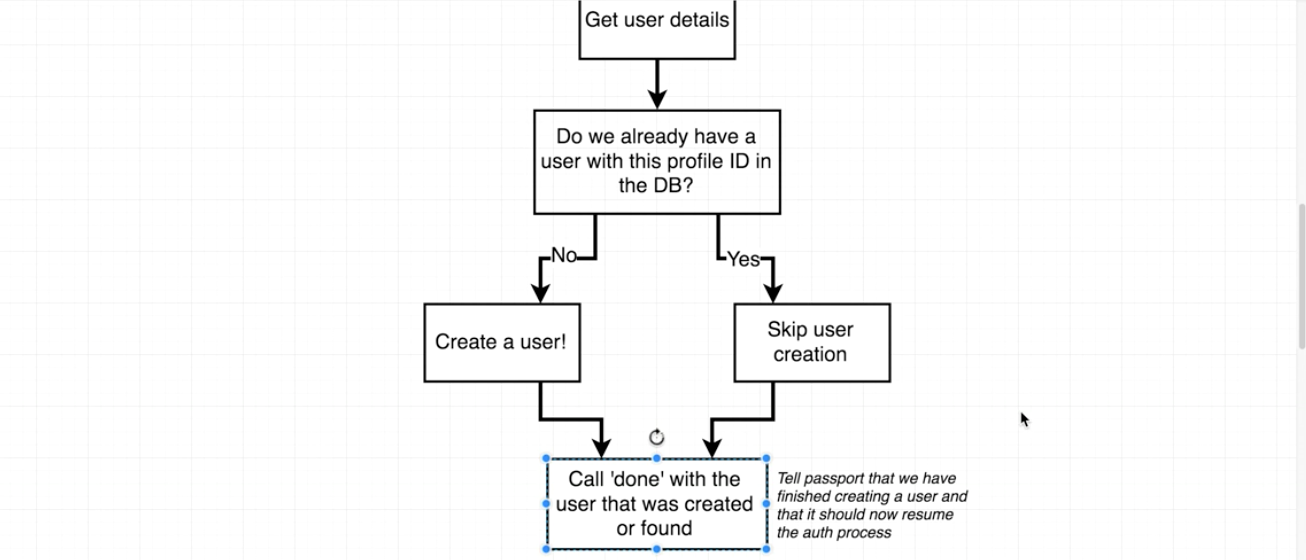 Get user details
Do we already have a
user with this profile ID in
the DB?
No
Yes
Create a user!
Skip user
creation
Call 'done' with the
user that was created
or found
Tell passport that we have
finished creating a user and
that it should now resume
the auth process